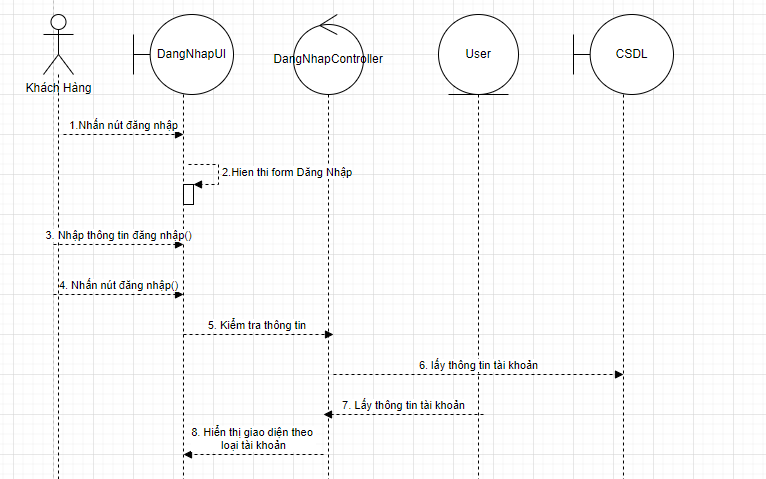 DangNhapUI
DangNhapController
User
CSDL
Khách Hàng
1.Nhấn nút đăng nhập
2.Hien thi form Dăng Nhập
3. Nhập thông tin đăng nhập()
4. Nhấn nút đăng nhập()
5. Kiểm tra thông tin
6. lấy thông tin tài khoản
7. Lấy thông tin tài khoản
8. Hiển thị giao diện theo
loại tài khoản